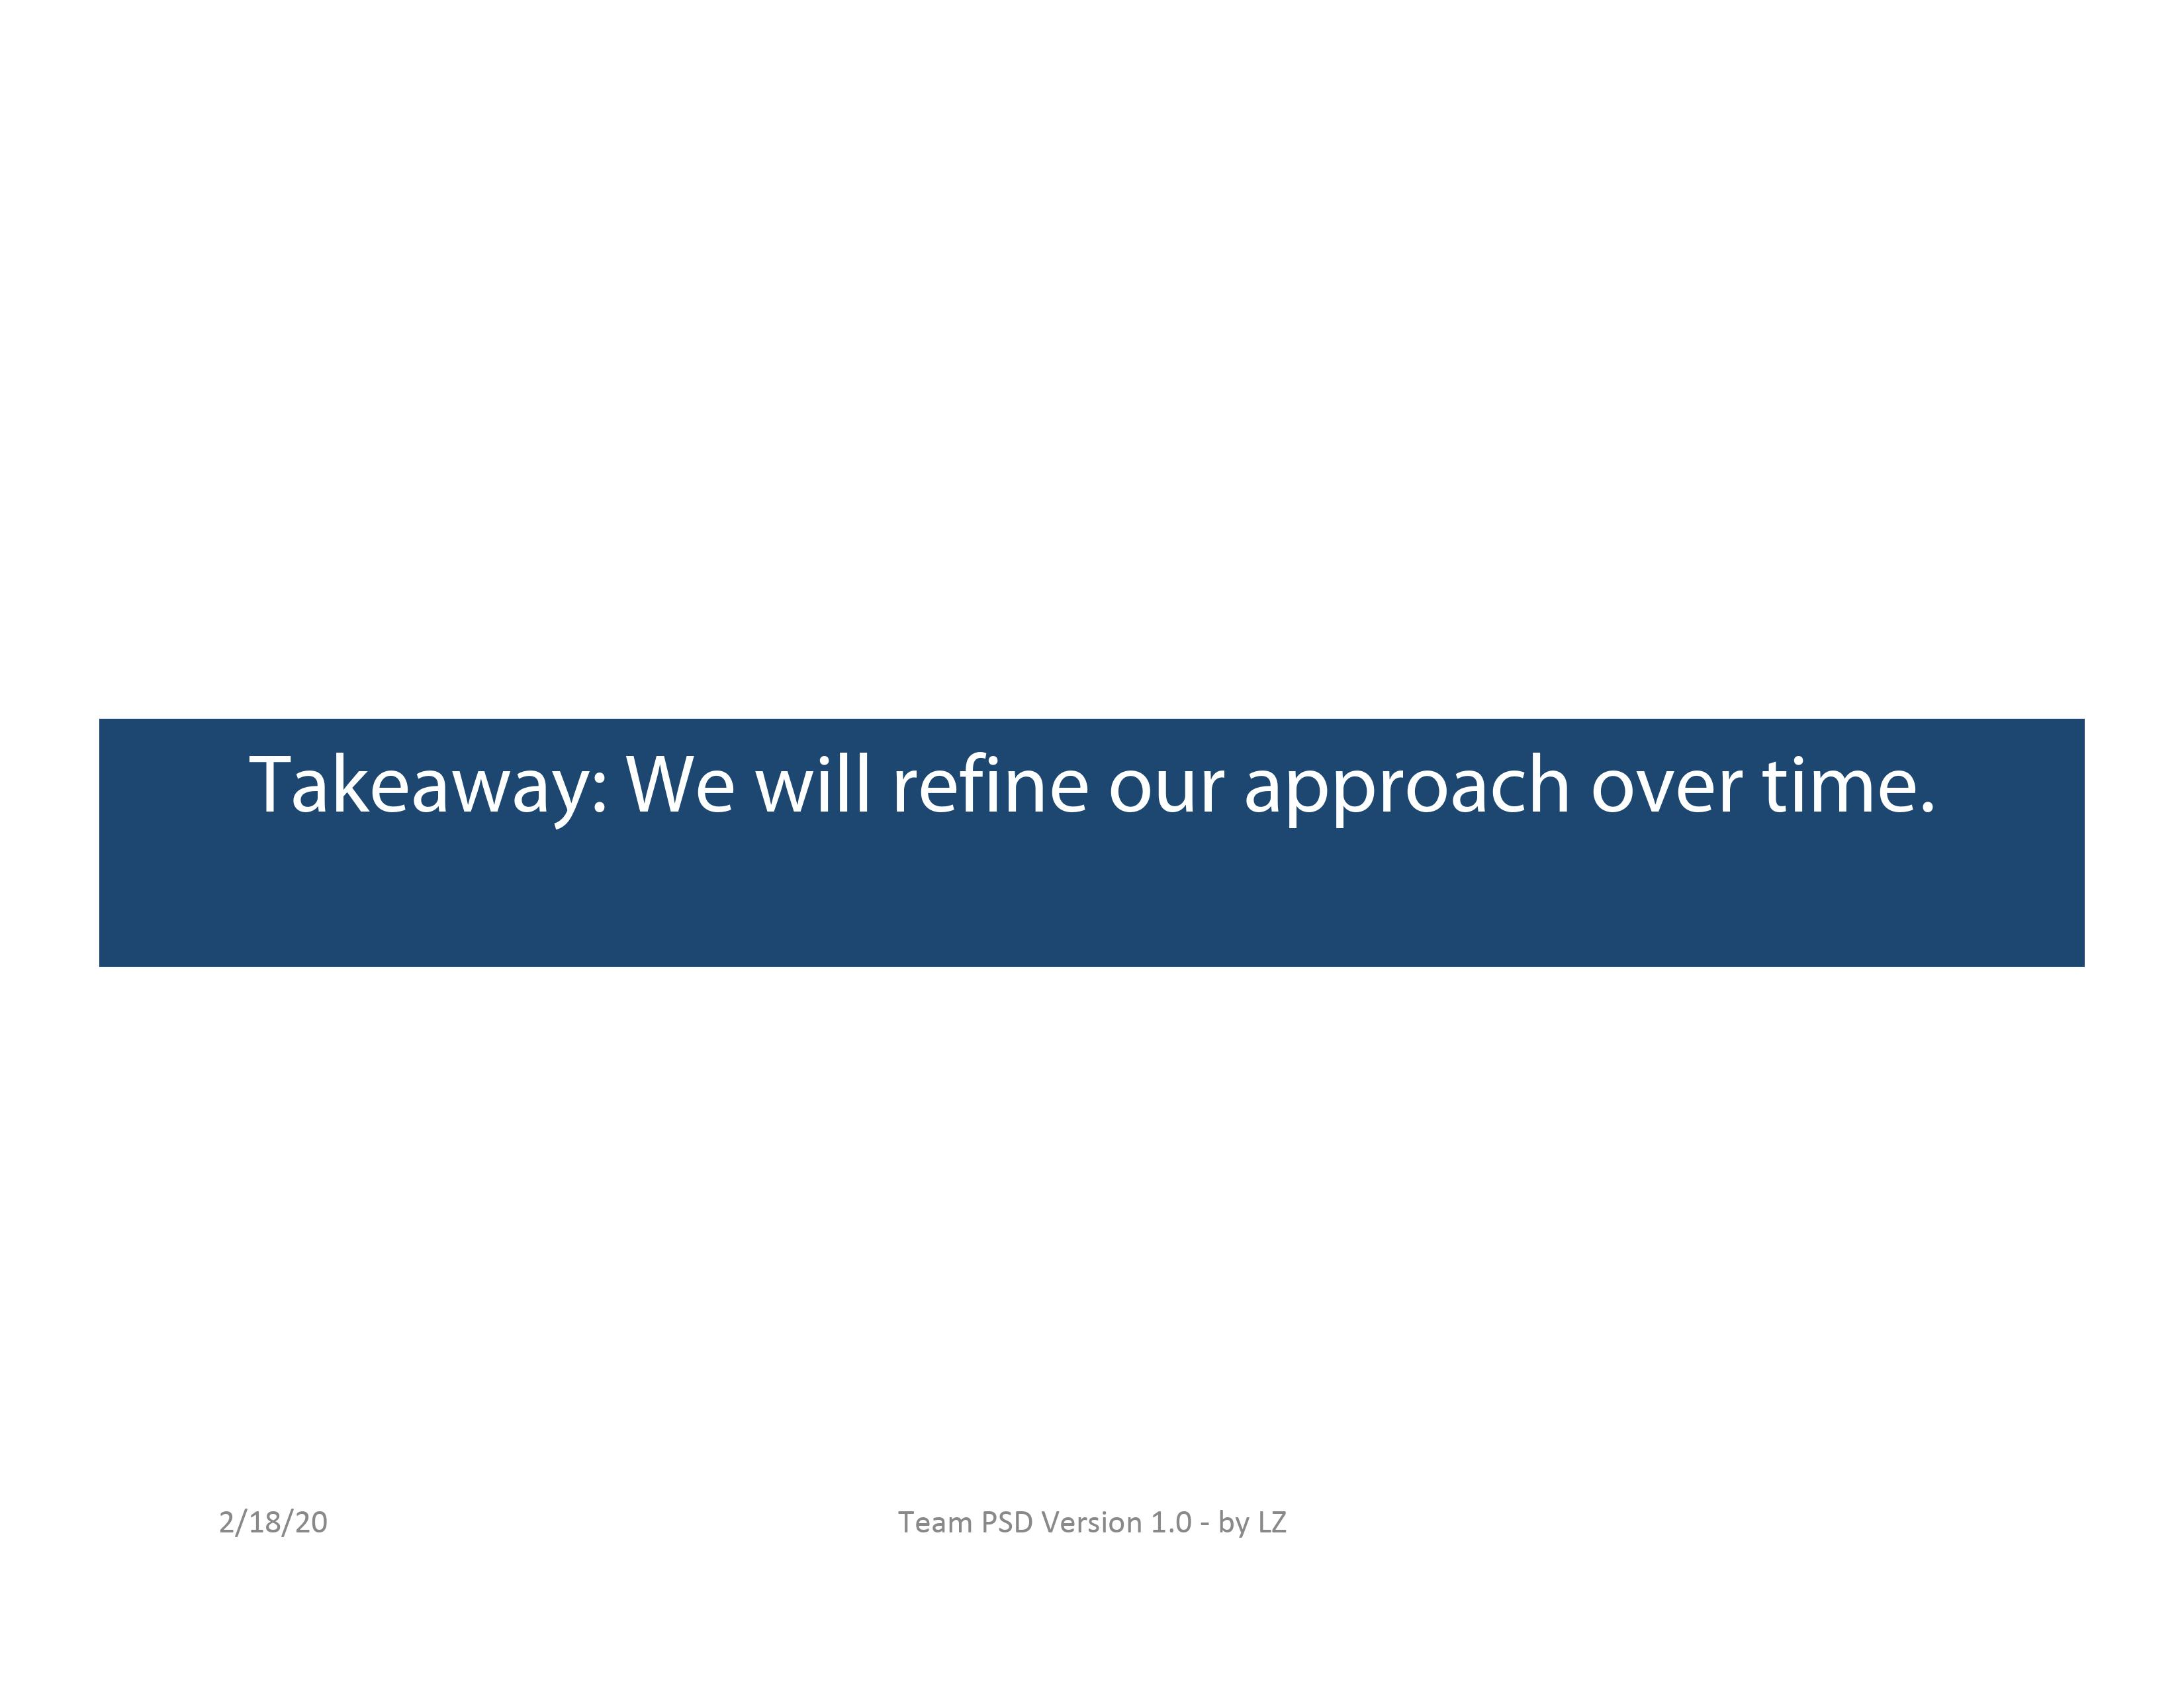 Takeaway: We will refine our approach over time.
2/18/20
Team PSD Version 1.0 - by LZ